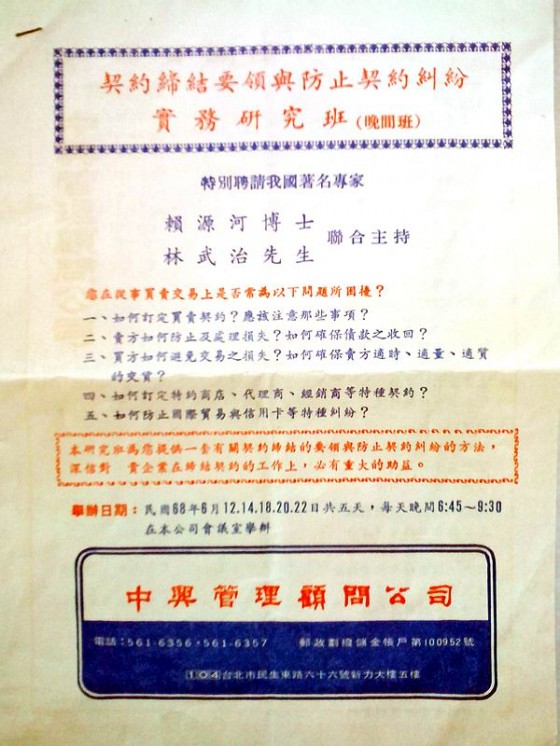 契約締結要領與防止契約糾紛
實務研究班(晚間班)
特別聘請我國著名專家
賴源河博士
林武治先生
聯合主持
您在從事買賣交易上是否常為以下問題所困擾?
一、如何訂定買賣契約?應該注意那些事項?
二、賣方如何防止及處理損失?如何確保債款之收回?
三、買方如何避免交易之損失?如何確保賣方適時、適量、適質
的交貨?
四、如何訂定特約商店、代理商、經銷商等特種契約?
五、如何防止國際貿易與信用卡等特種糾紛?
本研究班為您提供一套有關契約締結的要領與防止契約糾紛的方法,
深信對 貴企業在締結契約的工作上,必有重大的助益。
舉辦日期:民國68年6月12.14.18.20.22日共五天,每天晚間6:45~9:30
在本公司會議室舉辦
中興管理顧問公司
電話:561-6356・561-6357 郵政劃撥儲金帳戶第100952號
104台北市民生東路六十六號新力大樓五樓